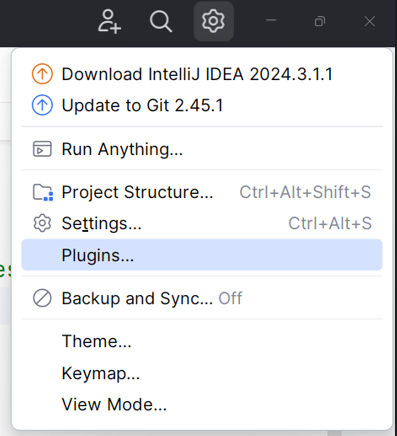 Download IntelliJ IDEA 2024.3.1.1
Update to Git 2.45.1
Run Anything...
Project Structure... Ctrl+Alt+Shift+S
Settings... Ctrl+Alt+S
Plugins...
Backup and Sync... Off
Theme...
Keymap...
View Mode...